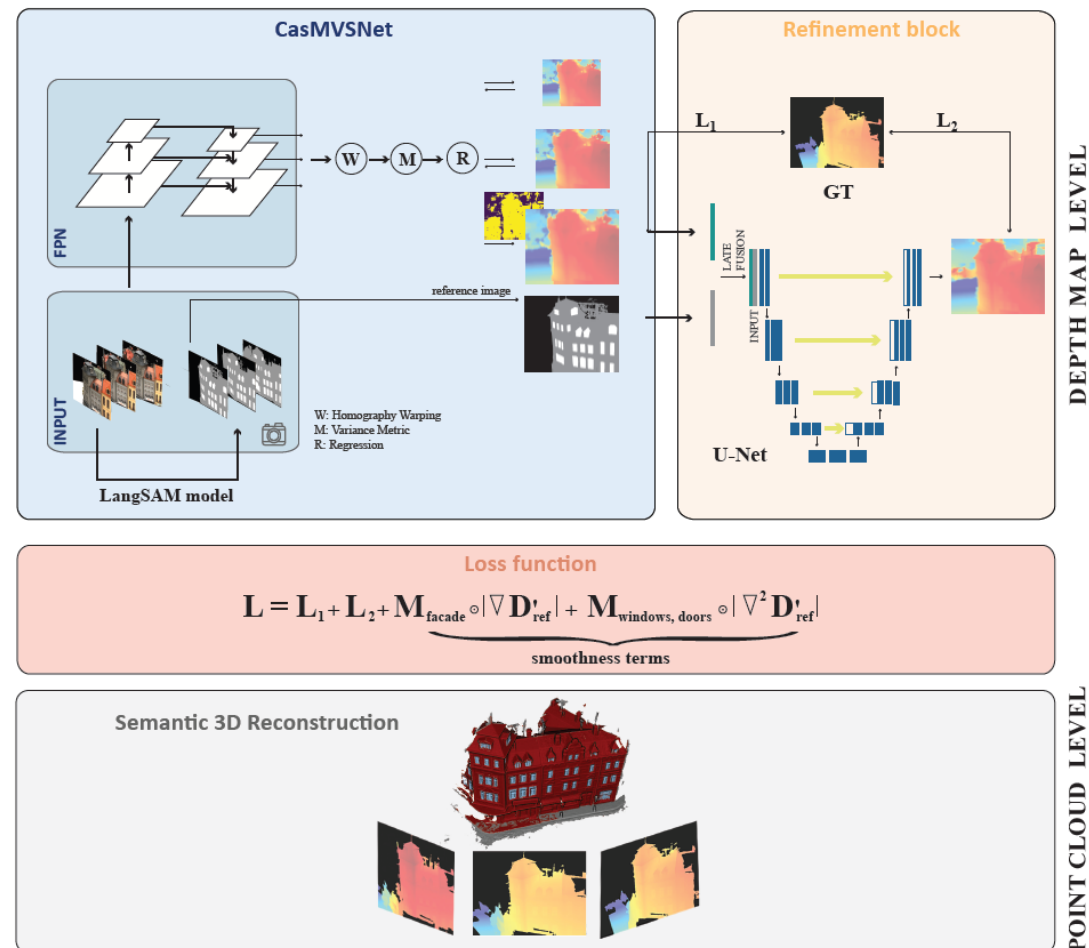 CasMVSNet
Refinement block
DEPTH MAP LEVEL
FPN
W
M
R
L1
L2
GT
LATE
FUSION
INPUT
U-Net
reference image
INPUT
W: Homography Warping
M: Variance Metric
R: Regression
LangSAM model
Loss function
L = L1 + L2 + Mfacade ⊙|∇ D'ref| + Mwindows, doors ⊙|∇² D'ref|
smoothness terms
Semantic 3D Reconstruction
POINT CLOUD LEVEL